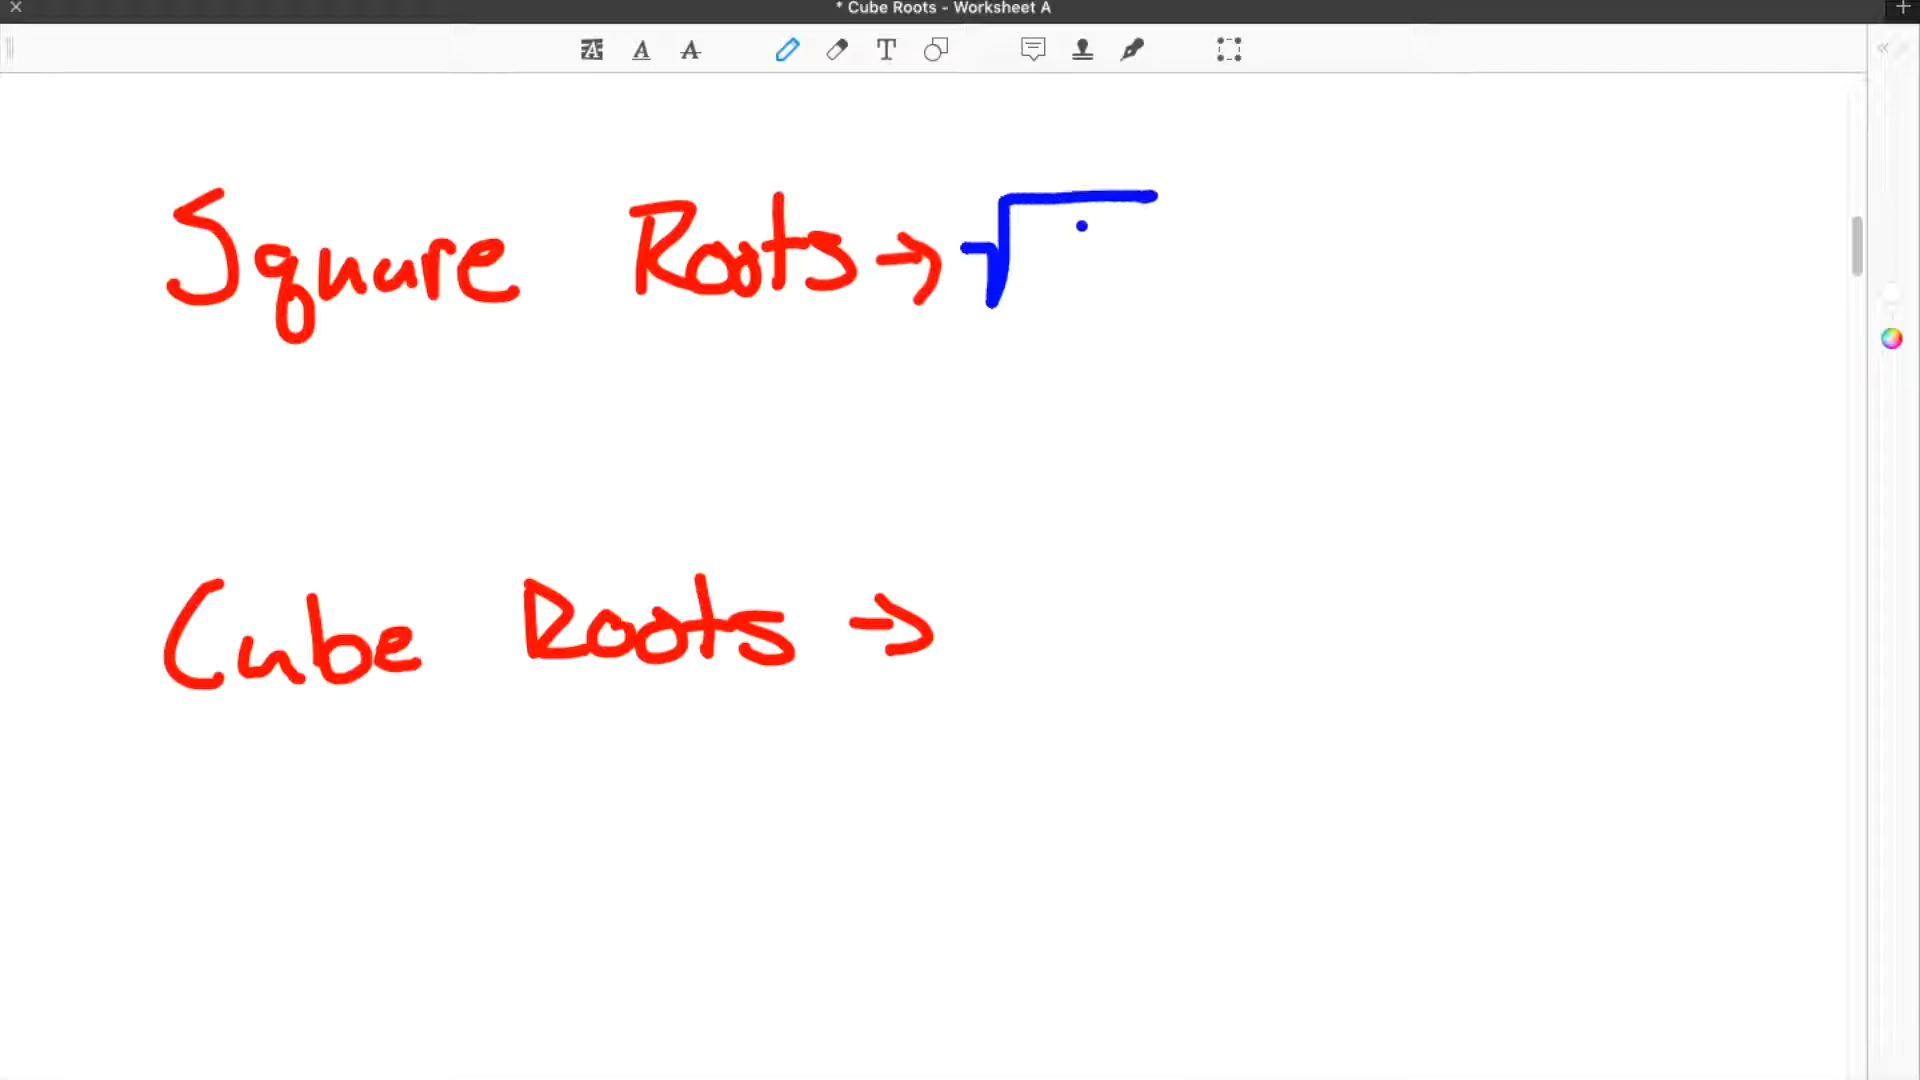 * Cube Roots - Worksheet A
Square Roots → √
Cube Roots →